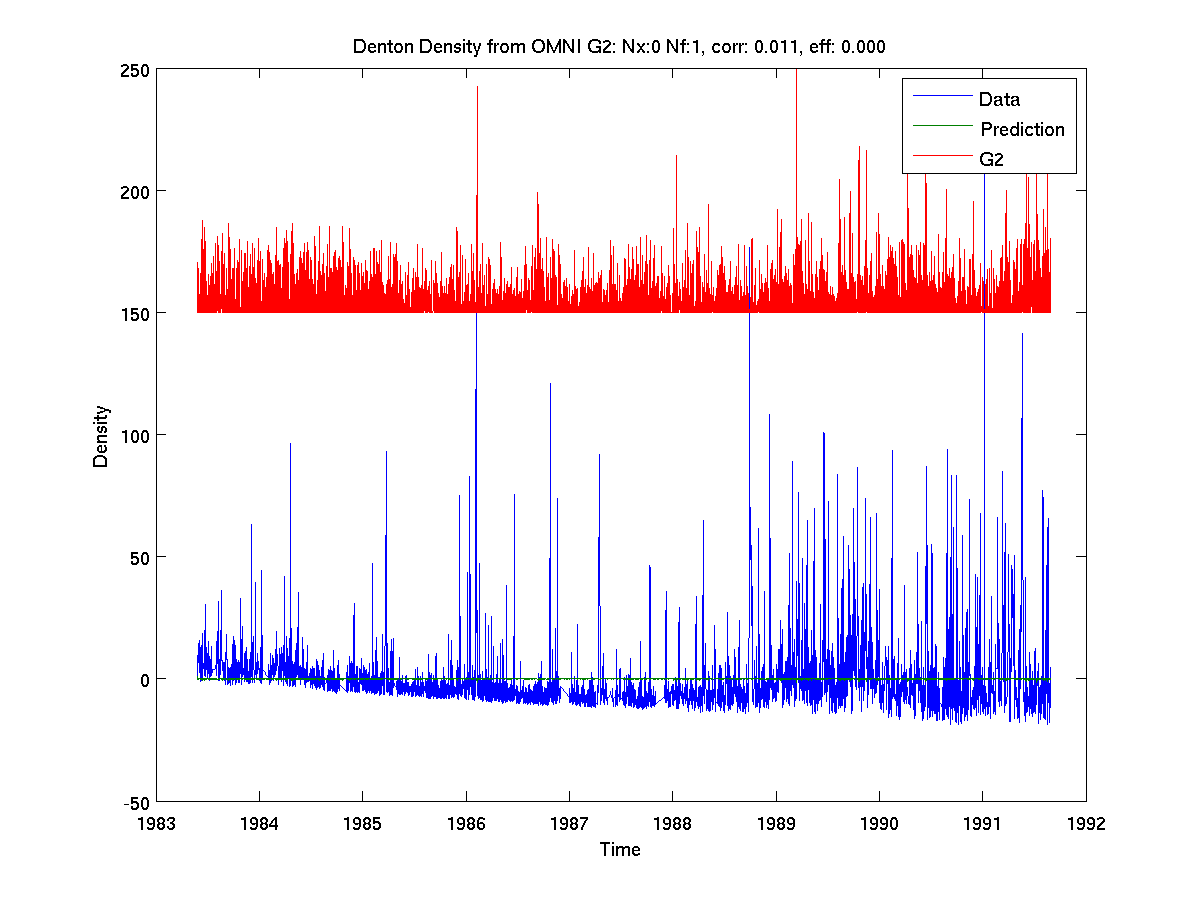 Denton Density from OMNI G2: Nx:0 Nf:1, corr: 0.011, eff: 0.000
250
200
150
100
50
0
-50
Density
Data
Prediction
G2
1983 1984 1985 1986 1987 1988 1989 1990 1991 1992
Time